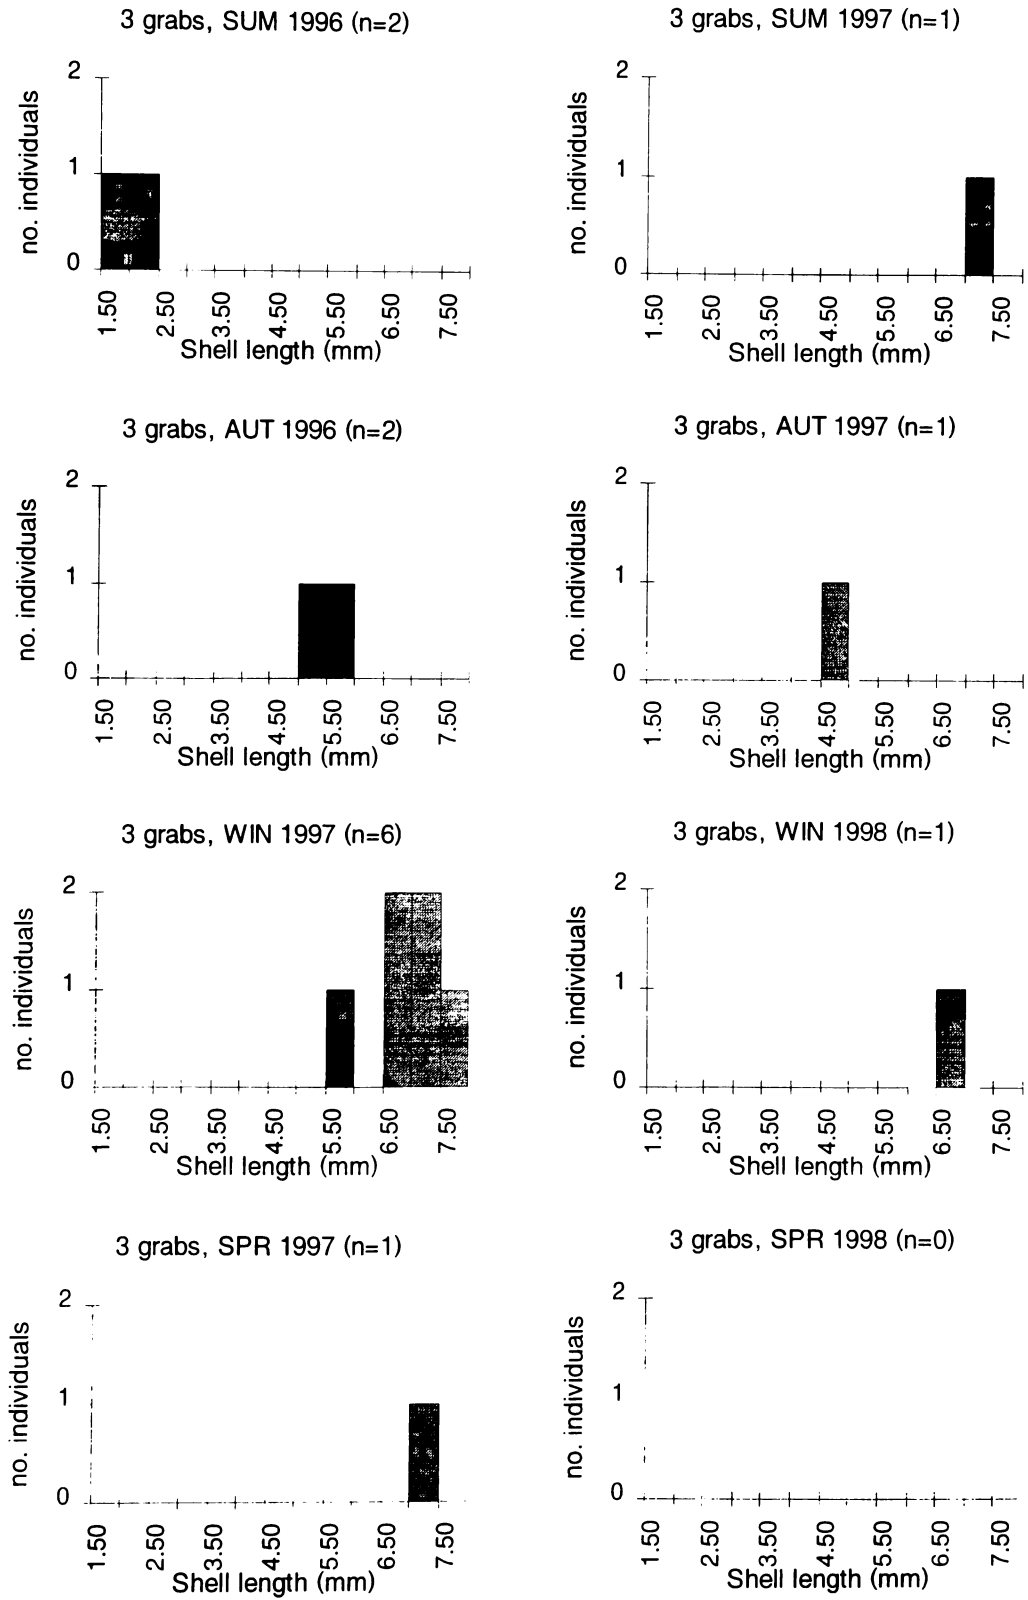 3 grabs, SUM 1996 (n=2)
no. individuals
2
1
0
1.50 2.50 3.50 4.50 5.50 6.50 7.50
Shell length (mm)
3 grabs, SUM 1997 (n=1)
no. individuals
2
1
0
1.50 2.50 3.50 4.50 5.50 6.50 7.50
Shell length (mm)
3 grabs, AUT 1996 (n=2)
no. individuals
2
1
0
1.50 2.50 3.50 4.50 5.50 6.50 7.50
Shell length (mm)
3 grabs, AUT 1997 (n=1)
no. individuals
2
1
0
1.50 2.50 3.50 4.50 5.50 6.50 7.50
Shell length (mm)
3 grabs, WIN 1997 (n=6)
no. individuals
2
1
0
1.50 2.50 3.50 4.50 5.50 6.50 7.50
Shell length (mm)
3 grabs, WIN 1998 (n=1)
no. individuals
2
1
0
1.50 2.50 3.50 4.50 5.50 6.50 7.50
Shell length (mm)
3 grabs, SPR 1997 (n=1)
no. individuals
2
1
0
1.50 2.50 3.50 4.50 5.50 6.50 7.50
Shell length (mm)
3 grabs, SPR 1998 (n=0)
no. individuals
2
1
0
1.50 2.50 3.50 4.50 5.50 6.50 7.50
Shell length (mm)